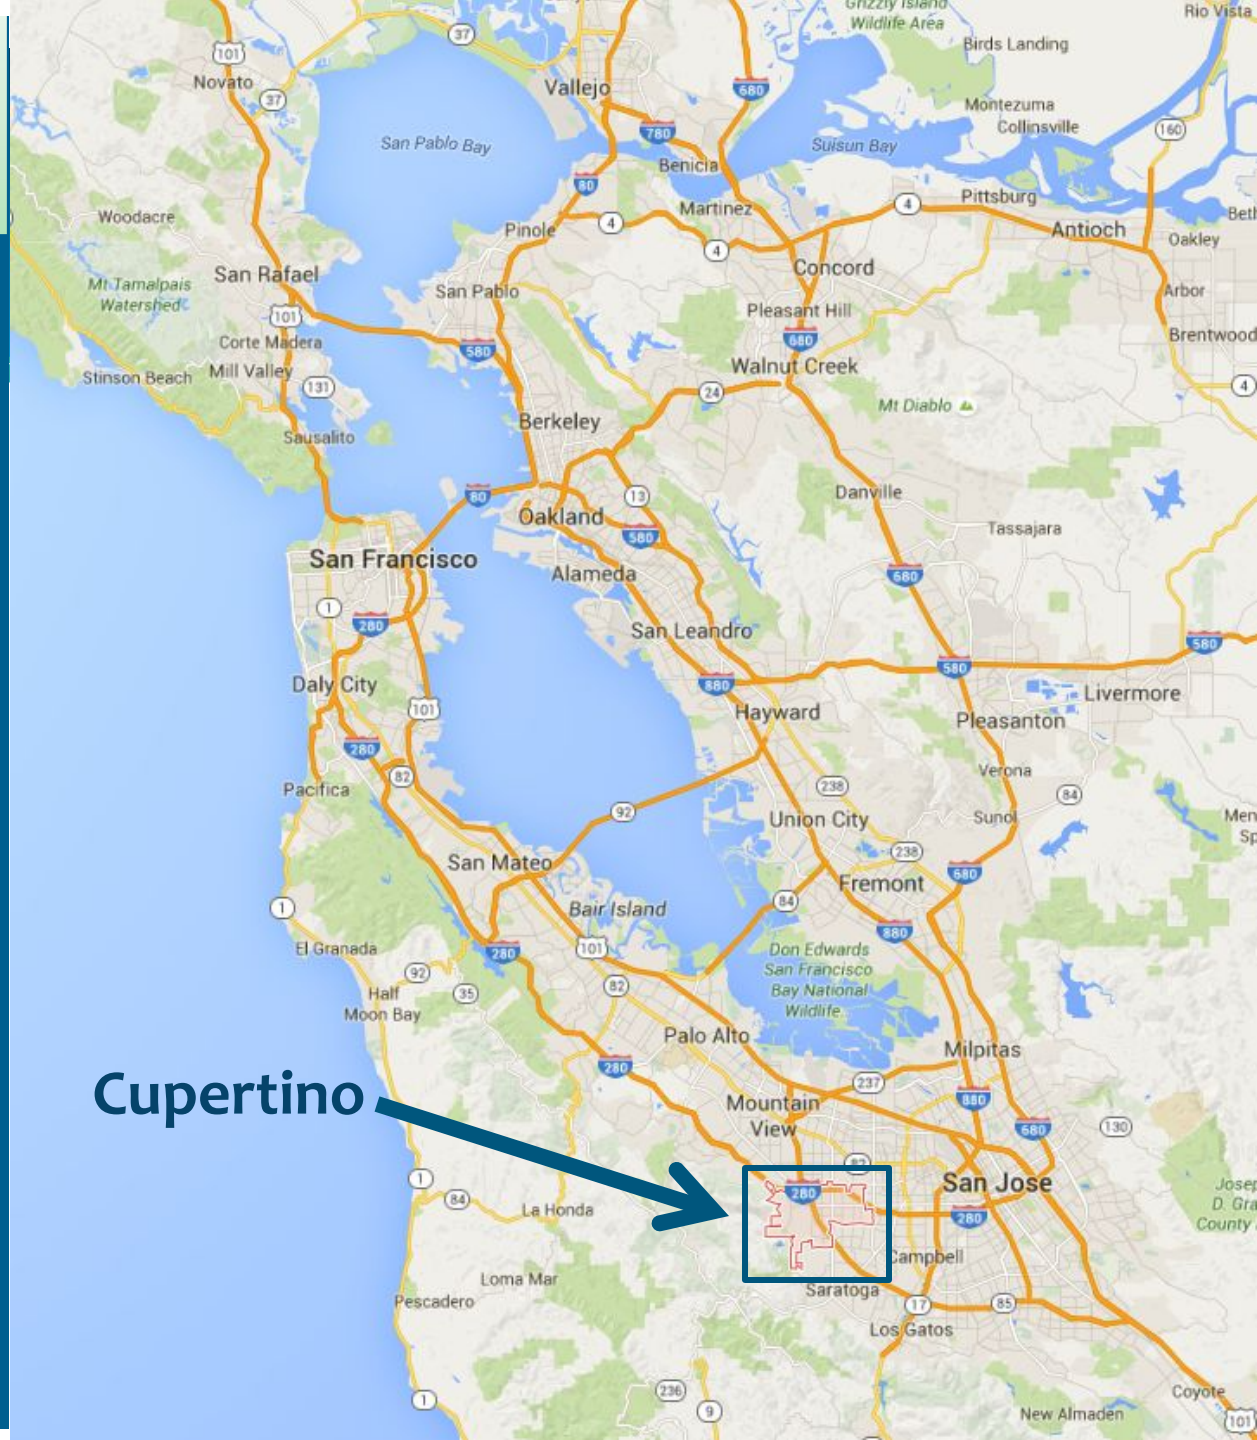 Grizzly Island
Wildlife Area
Rio Vista
37
101
Birds Landing
Novato
Vallejo
680
37
Montezuma
Collinsville
780
160
San Pablo Bay
Suisun Bay
Benicia
80
Pittsburg
Martinez
4
Woodacre
4
Pinole
Antioch
Oakley
4
San Rafael
Concord
Mt Tamalpais
Watershed
San Pablo
Arbor
101
Pleasant Hill
Corte Madera
680
Brentwood
580
Walnut Creek
Stinson Beach
Mill Valley
131
24
4
Mt Diablo
Berkeley
Sausalito
80
13
Danville
Oakland
Tassajara
580
San Francisco
Alameda
680
1
280
San Leandro
580
580
Daly City
880
Livermore
101
Hayward
Pleasanton
280
Verona
82
Pacifica
238
84
92
Union City
Sunol
238
San Mateo
680
Fremont
84
1
Bair Island
880
El Granada
280
101
Don Edwards
San Francisco
Bay National
Wildlife
92
Half
Moon Bay
35
82
Palo Alto
Milpitas
280
237
Cupertino
Mountain
View
880
680
130
82
1
84
280
San Jose
La Honda
280
Campbell
Loma Mar
Saratoga
Pescadero
17
85
Los Gatos
236
9
1
Coyote
New Almaden
101